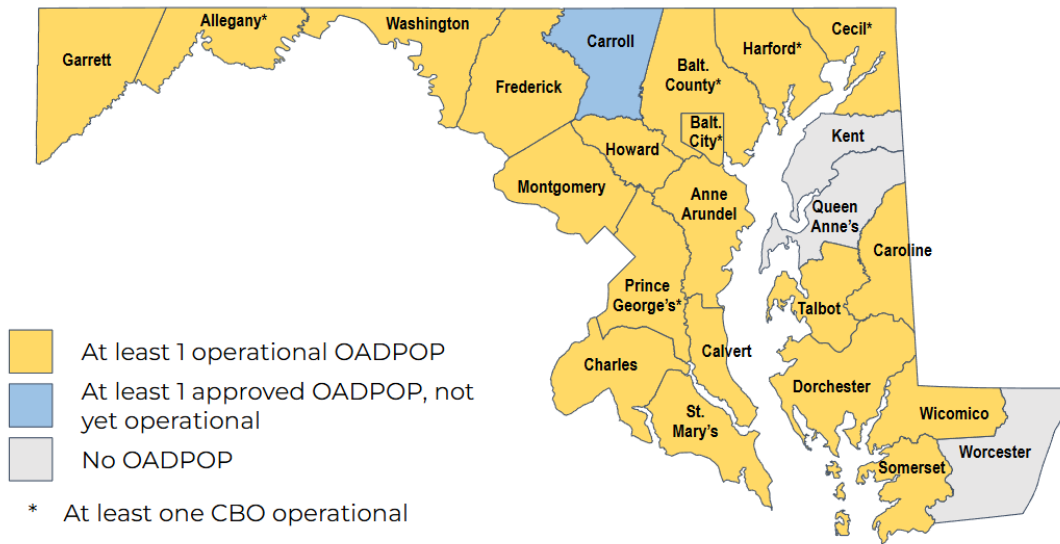 Allegany*
Washington
Garrett
Frederick
Carroll
Balt.
County*
Harford*
Cecil*
Balt.
City*
Howard
Montgomery
Anne
Arundel
Kent
Queen
Anne's
Caroline
Prince
George's*
Talbot
Charles
Calvert
St.
Mary's
Dorchester
Wicomico
Somerset
Worcester
At least 1 operational OADPOP
At least 1 approved OADPOP, not
yet operational
No OADPOP
* At least one CBO operational